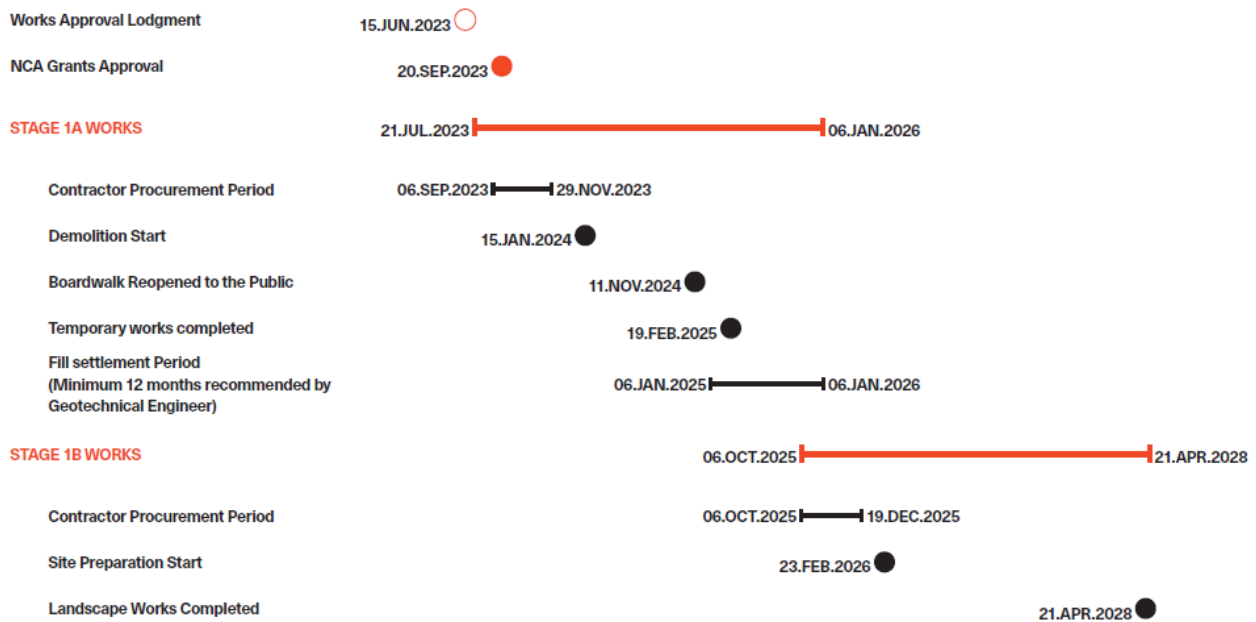 Works Approval Lodgment 15.JUN.2023
NCA Grants Approval 20.SEP.2023
STAGE 1A WORKS 21.JUL.2023 06.JAN.2026
Contractor Procurement Period 06.SEP.2023 29.NOV.2023
Demolition Start 15.JAN.2024
Boardwalk Reopened to the Public 11.NOV.2024
Temporary works completed 19.FEB.2025
Fill settlement Period
(Minimum 12 months recommended by 06.JAN.2025 06.JAN.2026
Geotechnical Engineer)
STAGE 1B WORKS 06.OCT.2025 21.APR.2028
Contractor Procurement Period 06.OCT.2025 19.DEC.2025
Site Preparation Start 23.FEB.2026
Landscape Works Completed 21.APR.2028